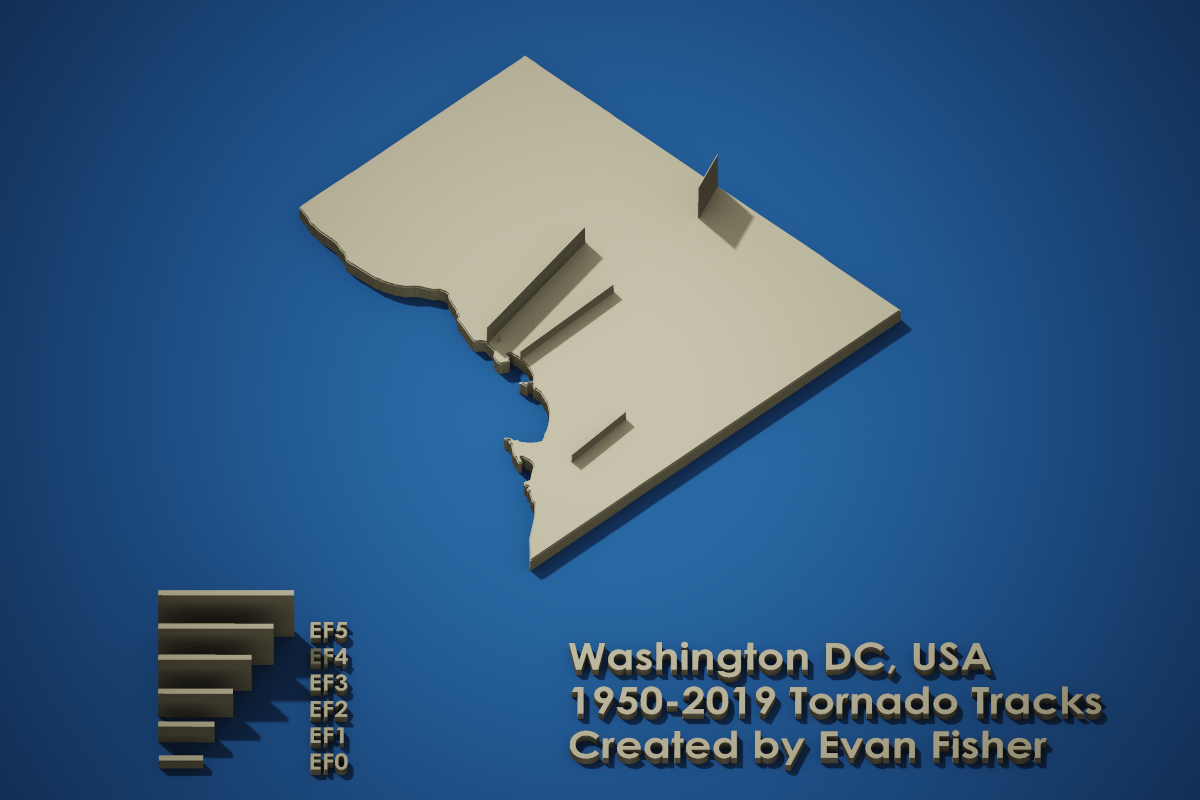 EF5
EF4
EF3
EF2
EF1
EF0
Washington DC, USA
1950-2019 Tornado Tracks
Created by Evan Fisher